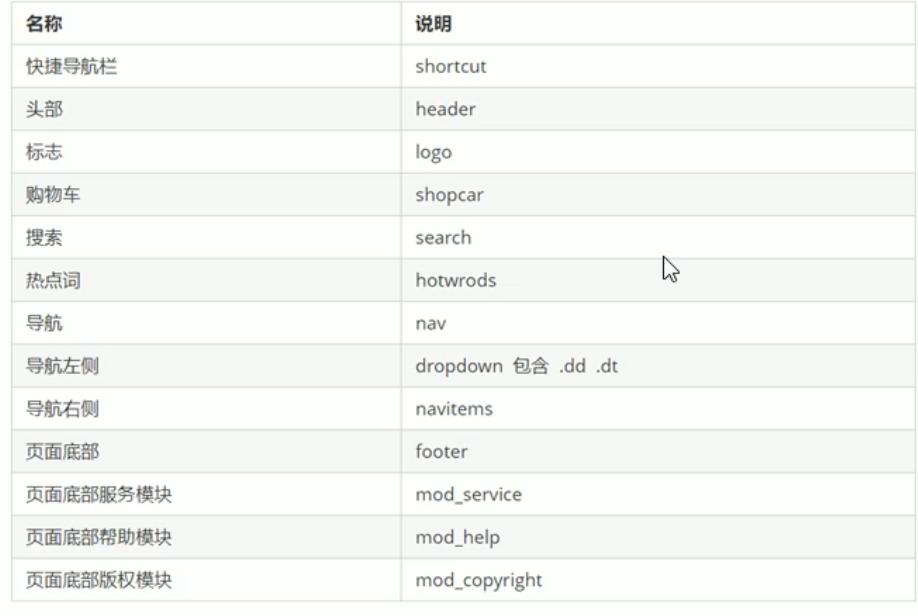 名称 说明
快捷导航栏 shortcut
头部 header
标志 logo
购物车 shopcar
搜索 search
热点词 hotwrods
导航 nav
导航左侧 dropdown 包含 .dd .dt
导航右侧 navitems
页面底部 footer
页面底部服务模块 mod_service
页面底部帮助模块 mod_help
页面底部版权模块 mod_copyright